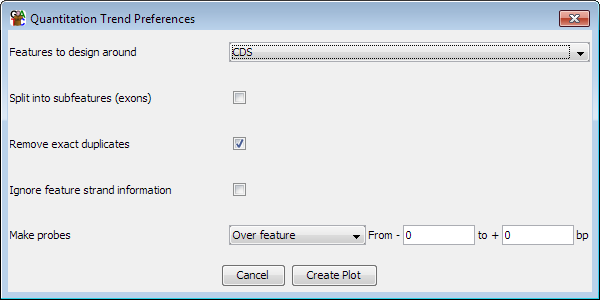 Quantitation Trend Preferences
Features to design around CDS
Split into subfeatures (exons)
Remove exact duplicates
Ignore feature strand information
Make probes Over feature From - 0 to + 0 bp
Cancel Create Plot